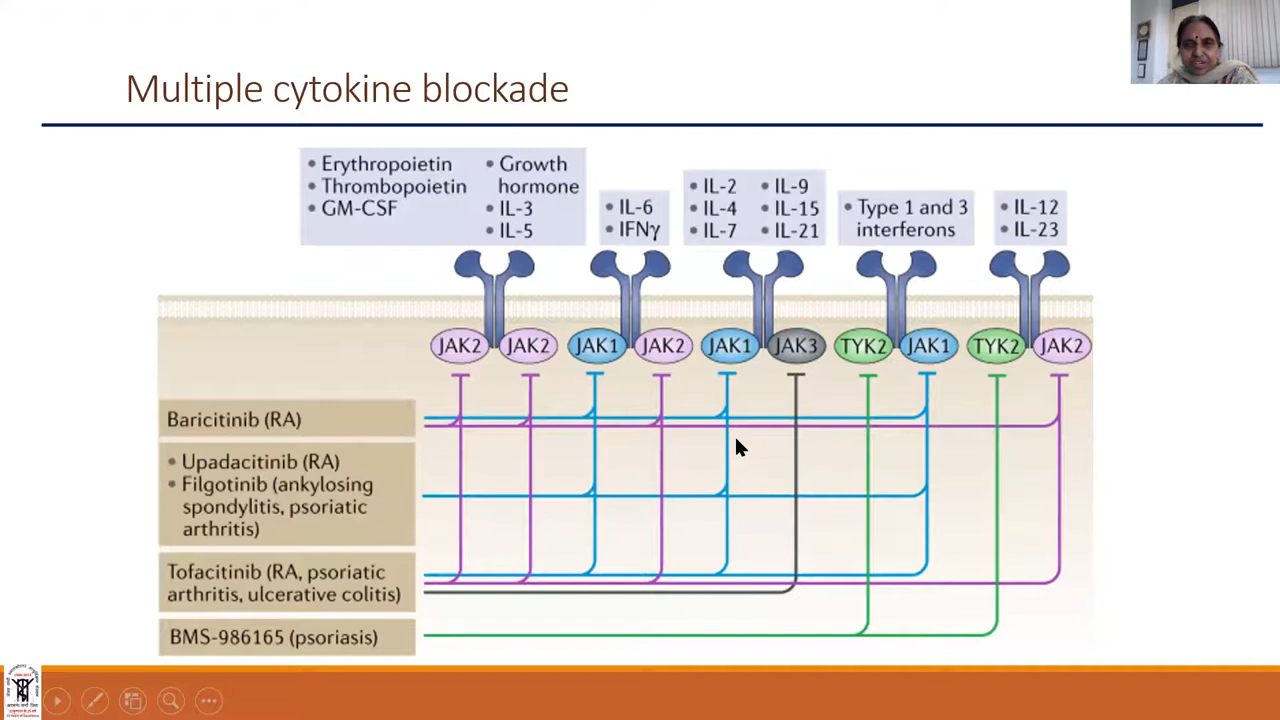 Multiple cytokine blockade
• Erythropoietin
• Thrombopoietin
• GM-CSF
• Growth
hormone
• IL-3
• IL-5
• IL-6
• IFNγ
• IL-2
• IL-4
• IL-7
• IL-9
• IL-15
• IL-21
• Type 1 and 3
interferons
• IL-12
• IL-23
JAK2 JAK2 JAK1 JAK2 JAK1 JAK3 TYK2 JAK1 TYK2 JAK2
Baricitinib (RA)
• Upadacitinib (RA)
• Filgotinib (ankylosing
spondylitis, psoriatic
arthritis)
Tofacitinib (RA, psoriatic
arthritis, ulcerative colitis)
BMS-986165 (psoriasis)